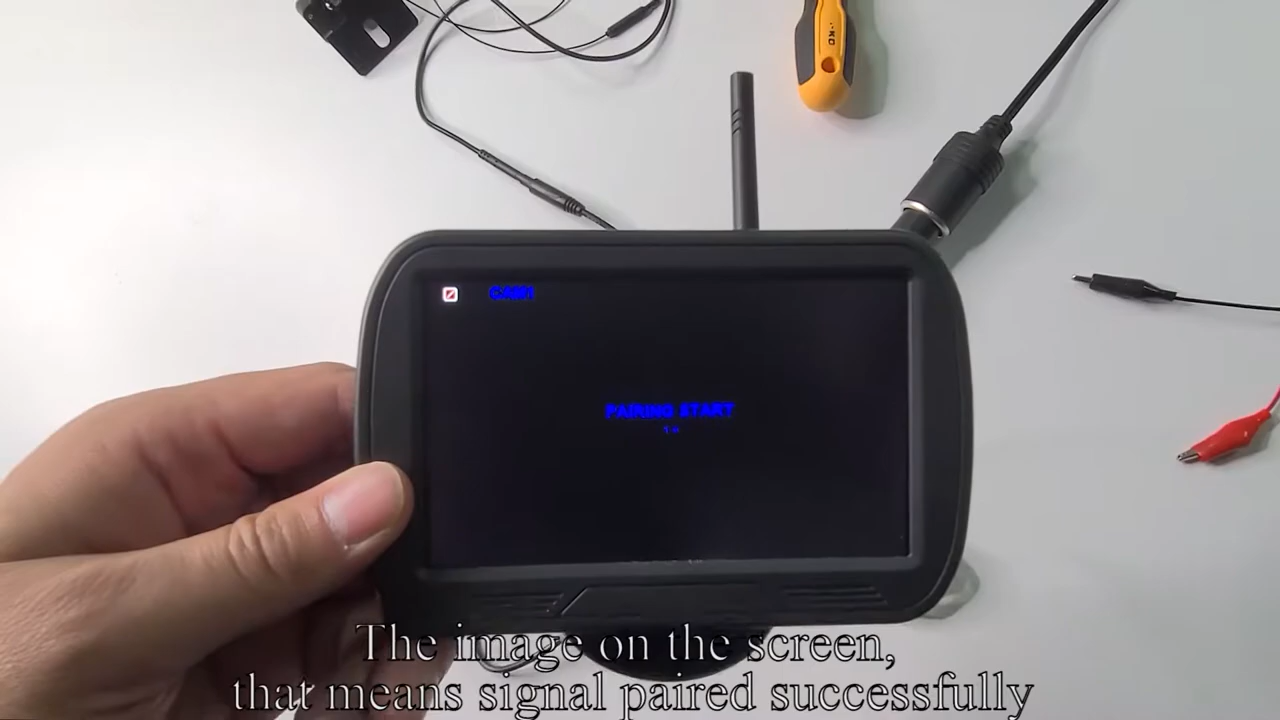 CAM1
PAIRING START
The image on the screen,
that means signal paired successfully